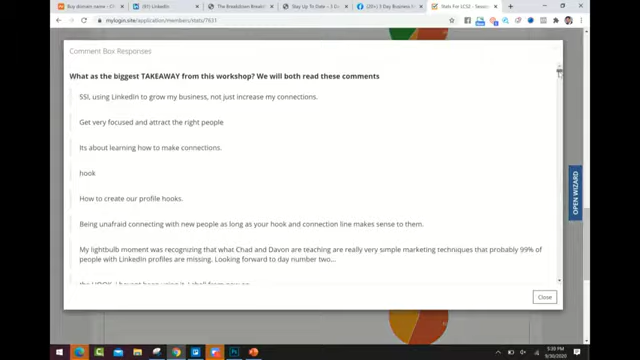 Buy domain name - C
(91) LinkedIn
The Breakdown Breakt
Stay Up To Date – 3 D
(20+) 3 Day Business
Stats For LCS2 - Session
mylogin.site/application/members/stats/7631
Comment Box Responses
What as the biggest TAKEAWAY from this workshop? We will both read these comments
SSI, using LinkedIn to grow my business, not just increase my connections.
Get very focused and attract the right people
Its about learning how to make connections.
hook
How to create our profile hooks.
Being unafraid connecting with new people as long as your hook and connection line makes sense to them.
My lightbulb moment was recognizing that what Chad and Davon are teaching are really very simple marketing techniques that probably 99% of
people with LinkedIn profiles are missing. Looking forward to day number two...
OPEN WIZARD
Close
5:39 PM
9/30/2020